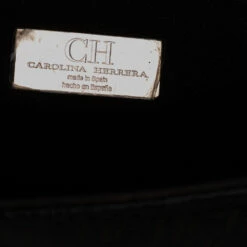 CH
CAROLINA HERRERA
made in Spain
hecho en España